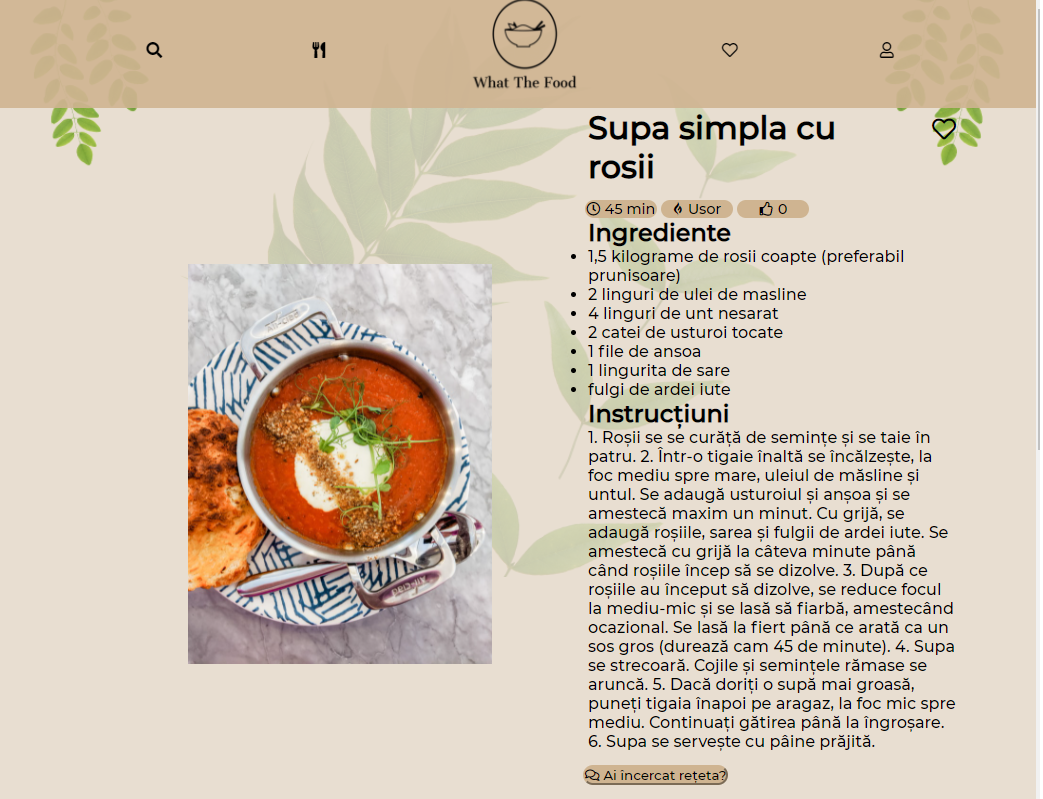 What The Food
Supa simpla cu
rosii
45 min Usor 0
Ingrediente
1,5 kilograme de rosii coapte (preferabil
prunisoare)
2 linguri de ulei de masline
4 linguri de unt nesarat
2 catei de usturoi tocate
1 file de ansoa
1 lingurita de sare
fulgi de ardei iute
Instrucțiuni
1. Roșii se se curăță de semințe și se taie în
patru. 2. Într-o tigaie înaltă se încălzește, la
foc mediu spre mare, uleiul de măsline și
untul. Se adaugă usturoiul și anșoa și se
amestecă maxim un minut. Cu grijă, se
adaugă roșiile, sarea și fulgii de ardei iute. Se
amestecă cu grijă la câteva minute până
când roșiile încep să se dizolve. 3. După ce
roșiile au început să dizolve, se reduce focul
la mediu-mic și se lasă să fiarbă, amestecând
ocazional. Se lasă la fiert până ce arată ca un
sos gros (durează cam 45 de minute). 4. Supa
se strecoară. Cojile și semințele rămase se
aruncă. 5. Dacă doriți o supă mai groasă,
puneți tigaia înapoi pe aragaz, la foc mic spre
mediu. Continuați gătirea până la îngroșare.
6. Supa se servește cu pâine prăjită.
Ai încercat rețeta?